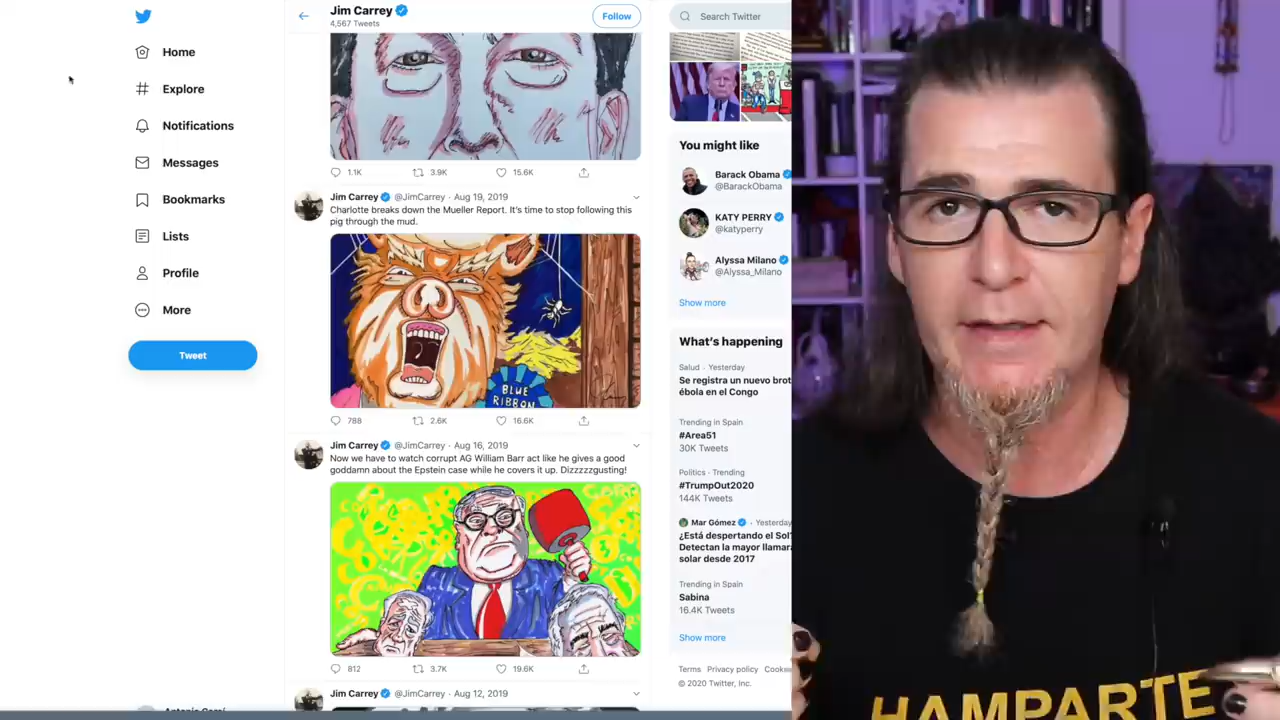 Home
Explore
Notifications
Messages
Bookmarks
Lists
Profile
More
Tweet
Jim Carrey
4,567 Tweets
Follow
1.1K 3.9K 15.6K
Jim Carrey @JimCarrey · Aug 19, 2019
Charlotte breaks down the Mueller Report. It's time to stop following this
pig through the mud.
BLUE
RIBBON
788 2.6K 16.6K
Jim Carrey @JimCarrey · Aug 16, 2019
Now we have to watch corrupt AG William Barr act like he gives a good
goddamn about the Epstein case while he covers it up. Dizzzzzgusting!
812 3.7K 19.6K
Jim Carrey @JimCarrey · Aug 12, 2019
Search Twitter
You might like
Barack Obama
@BarackObama
KATY PERRY
@katyperry
Alyssa Milano
@Alyssa_Milano
Show more
What's happening
Salud · Yesterday
Se registra un nuevo brot
ébola en el Congo
Trending in Spain
#Area51
30K Tweets
Politics · Trending
#TrumpOut2020
144K Tweets
Mar Gómez · Yesterday
¿Está despertando el Sol?
Detectan la mayor llamara
solar desde 2017
Trending in Spain
Sabina
16.4K Tweets
Show more
Terms Privacy policy Cookie
© 2020 Twitter, Inc.
HAMPARTE